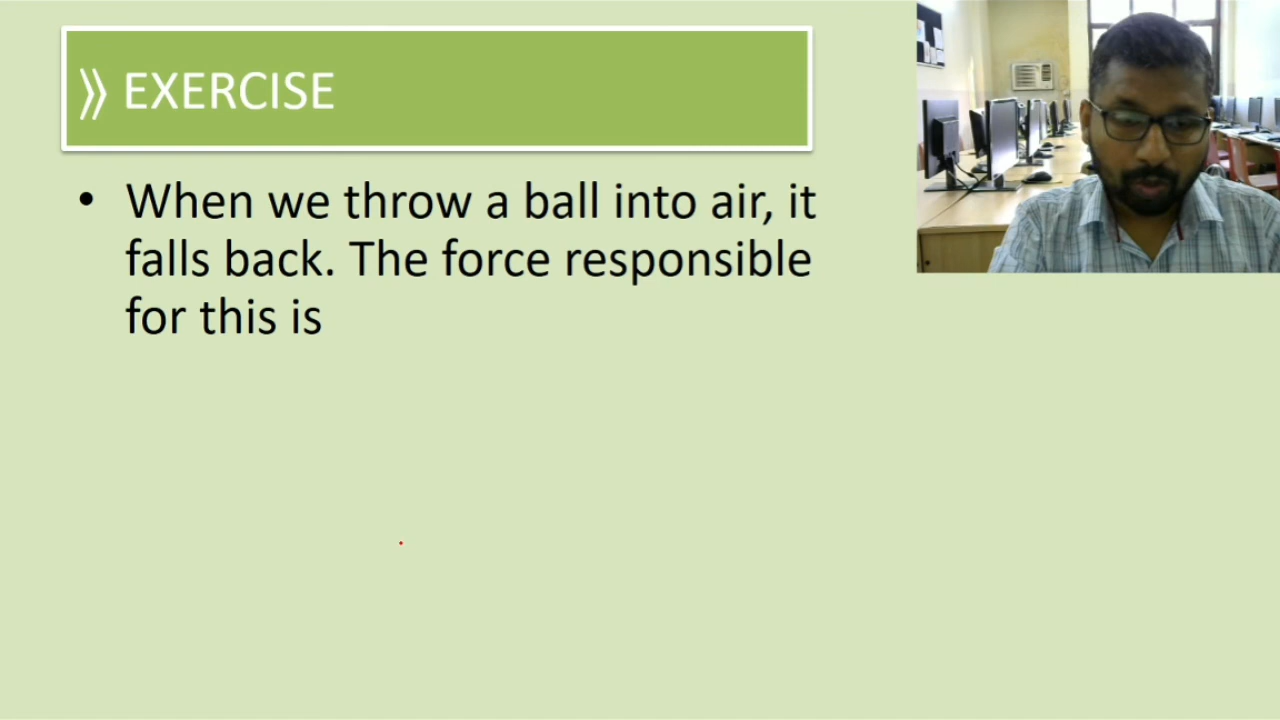 EXERCISE
• When we throw a ball into air, it
falls back. The force responsible
for this is